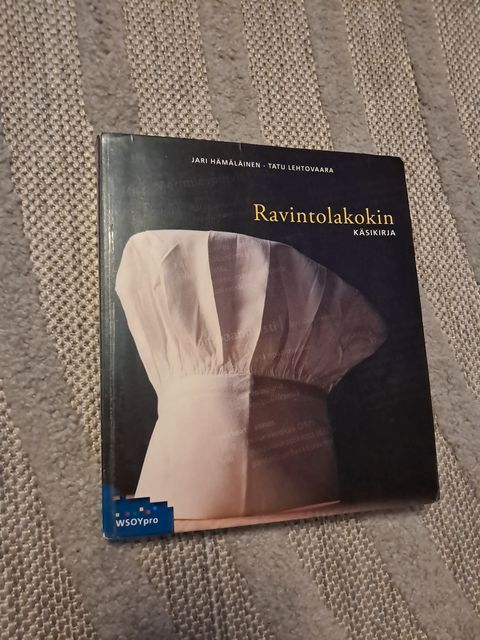 JARI HÄMÄLÄINEN - TATU LEHTOVAARA
Ravintolakokin
KÄSIKIRJA
WSOYpro